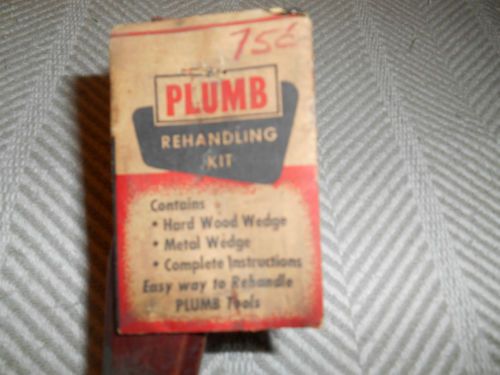 75¢
PLUMB
REHANDLING
KIT
Contains
• Hard Wood Wedge
• Metal Wedge
• Complete Instructions
Easy way to Rehandle
PLUMB Tools